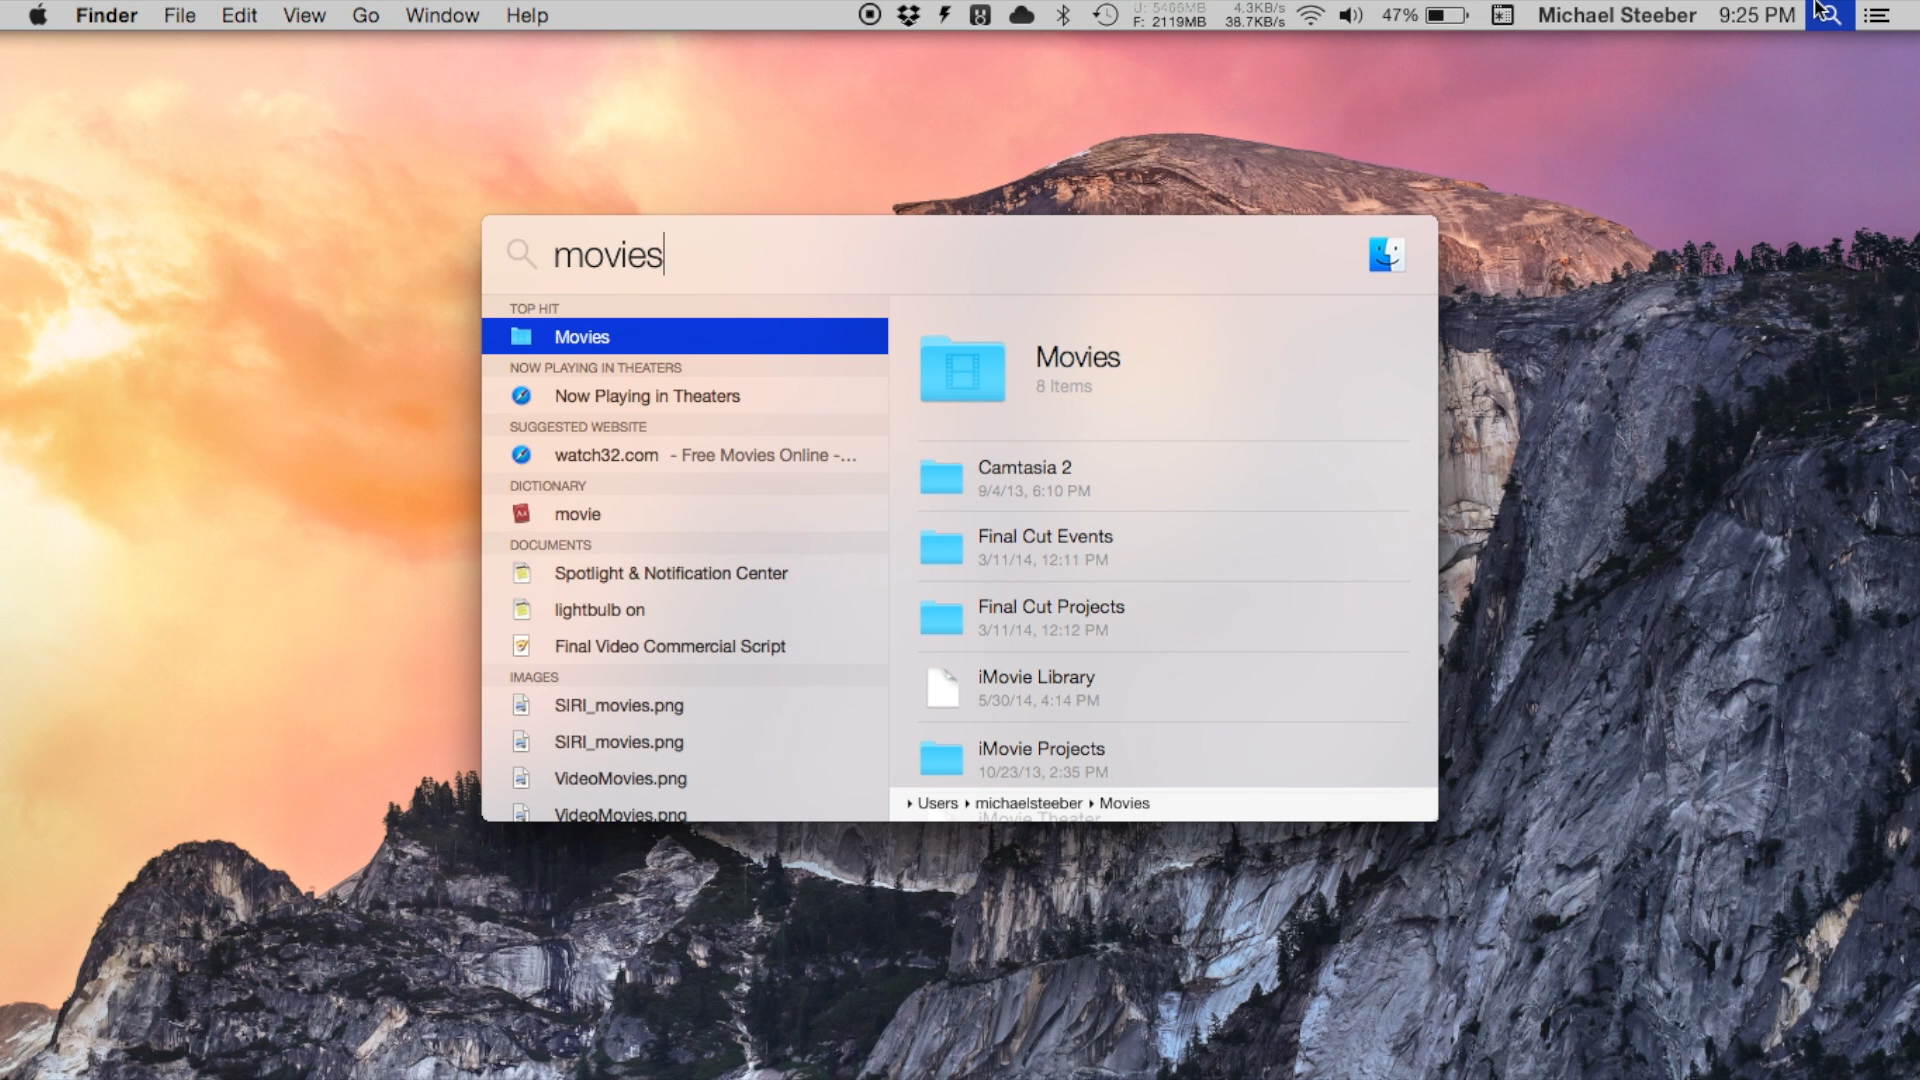 Finder File Edit View Go Window Help U: 5406MB F: 2119MB 4.3KB/s 38.7KB/s 47% Michael Steeber 9:25 PM
movies
TOP HIT
Movies
NOW PLAYING IN THEATERS
Now Playing in Theaters
SUGGESTED WEBSITE
watch32.com - Free Movies Online -...
DICTIONARY
movie
DOCUMENTS
Spotlight & Notification Center
lightbulb on
Final Video Commercial Script
IMAGES
SIRI_movies.png
SIRI_movies.png
VideoMovies.png
VideoMovies.png
Movies
8 Items
Camtasia 2
9/4/13, 6:10 PM
Final Cut Events
3/11/14, 12:11 PM
Final Cut Projects
3/11/14, 12:12 PM
iMovie Library
5/30/14, 4:14 PM
iMovie Projects
10/23/13, 2:35 PM
Users michaelsteeber Movies
iMovie Theater